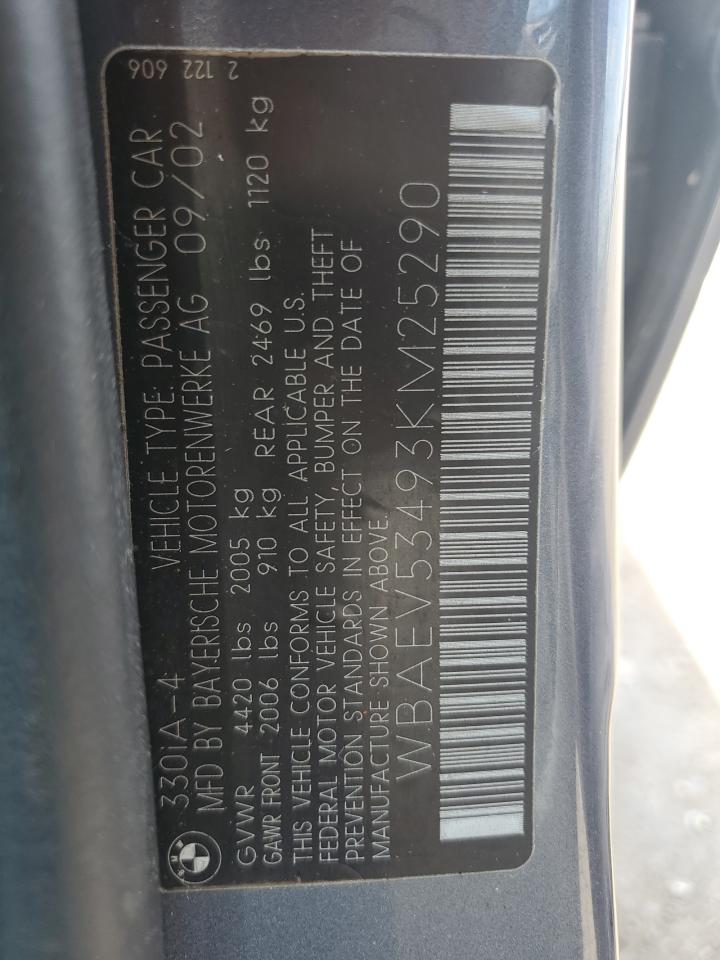 2 122 606
330iA-4 VEHICLE TYPE: PASSENGER CAR
MFD BY BAYERISCHE MOTORENWERKE AG 09/02
GVWR 4420 lbs 2005 kg
GAWR FRONT 2006 lbs 910 kg REAR 2469 lbs 1120 kg
THIS VEHICLE CONFORMS TO ALL APPLICABLE U.S.
FEDERAL MOTOR VEHICLE SAFETY, BUMPER, AND THEFT
PREVENTION STANDARDS IN EFFECT ON THE DATE OF
MANUFACTURE SHOWN ABOVE.
WBAEV53493KM25290
BMW